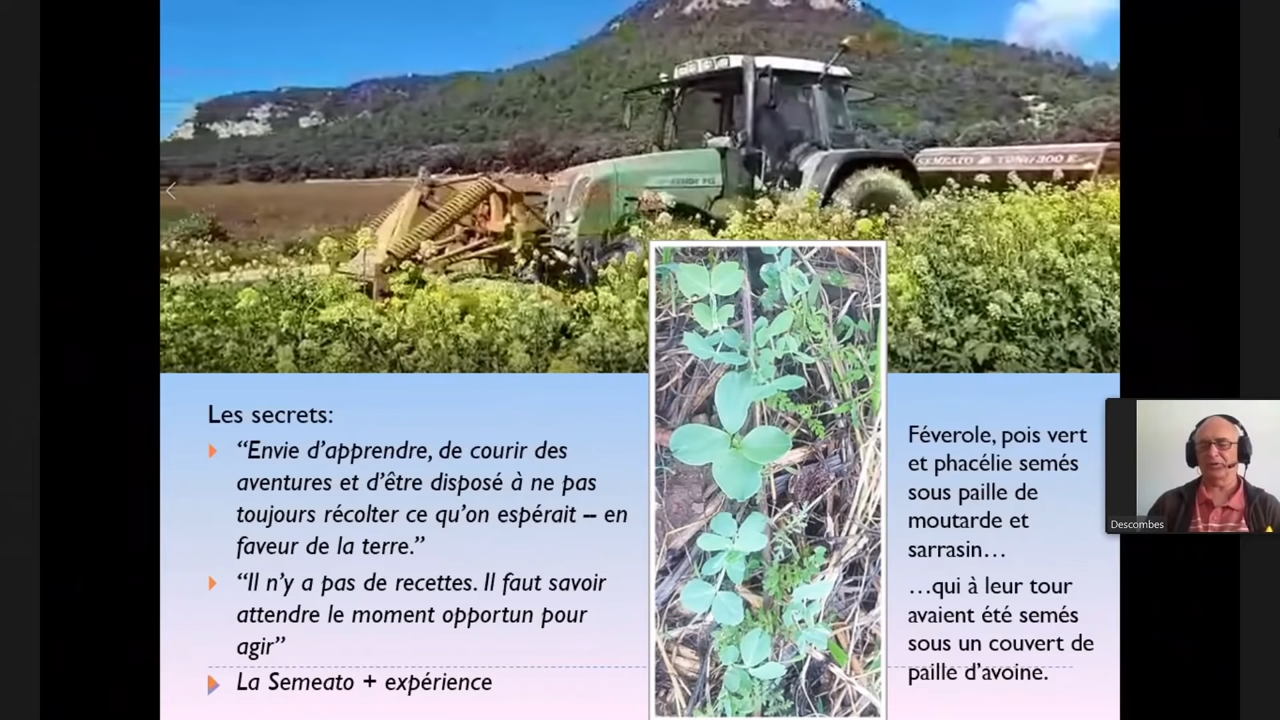 SEMEATO
300
FENDT
Les secrets:
“Envie d’apprendre, de courir des
aventures et d’être disposé à ne pas
toujours récolter ce qu’on espérait – en
faveur de la terre.”
“Il n’y a pas de recettes. Il faut savoir
attendre le moment opportun pour
agir”
La Semeato + expérience
Féverole, pois vert
et phacélie semés
sous paille de
moutarde et
sarrasin…
…qui à leur tour
avaient été semés
sous un couvert de
paille d’avoine.
Descombes